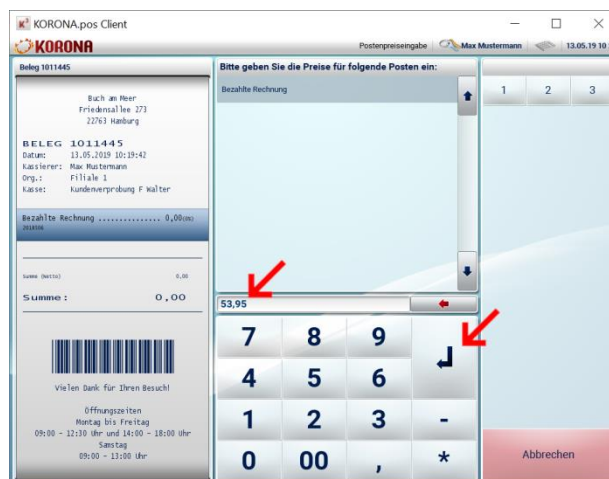 KORONA.pos Client
KORONA
Postenpreiseingabe
Max Mustermann
13.05.19 10
Beleg 1011445
Buch am Meer
Friedensallee 273
22763 Hamburg
BELEG 1011445
Datum: 13.05.2019 10:19:42
Kassierer: Max Mustermann
Org.: Filiale 1
Kasse: Kundenverprobung F Walter
Bezahlte Rechnung ............... 0,00
Summe (Netto) 0,00
Summe: 0,00
Vielen Dank für Ihren Besuch!
Öffnungszeiten
Montag bis Freitag
09:00 - 12:30 Uhr und 14:00 - 18:00 Uhr
Samstag
09:00 - 13:00 Uhr
Bitte geben Sie die Preise für folgende Posten ein:
Bezahlte Rechnung
53,95
7 8 9
4 5 6
1 2 3 -
0 00 , *
1 2 3
Abbrechen